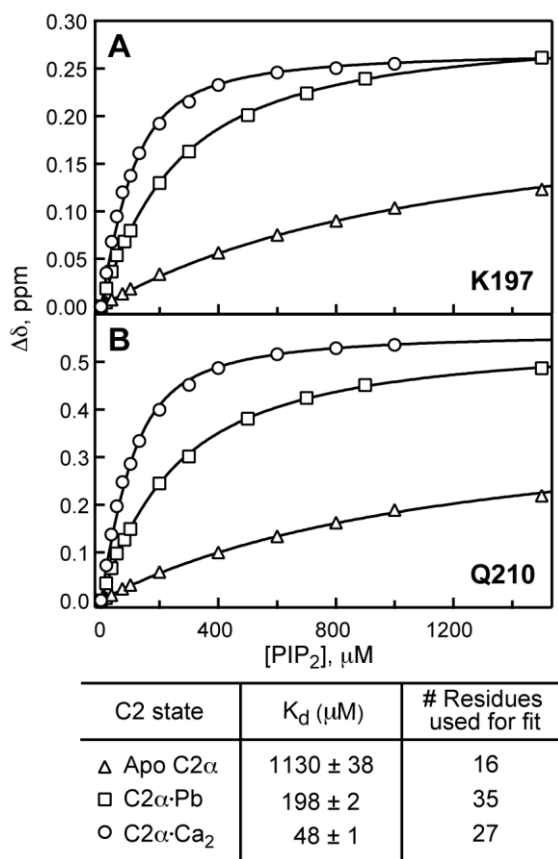 A
0.30
0.25
0.20
0.15
0.10
0.05
0.00
K197
Δδ, ppm
B
0.5
0.4
0.3
0.2
0.1
0.0
Q210
0 400 800 1200
[PIP₂], μM
C2 state K_d (μM) # Residues used for fit
△ Apo C2α 1130 ± 38 16
□ C2α·Pb 198 ± 2 35
○ C2α·Ca₂ 48 ± 1 27